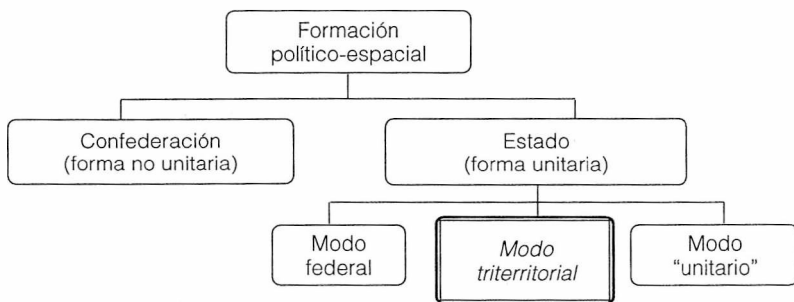 Formación
político-espacial
Confederación
(forma no unitaria)
Estado
(forma unitaria)
Modo
federal
Modo
triterritorial
Modo
“unitario”